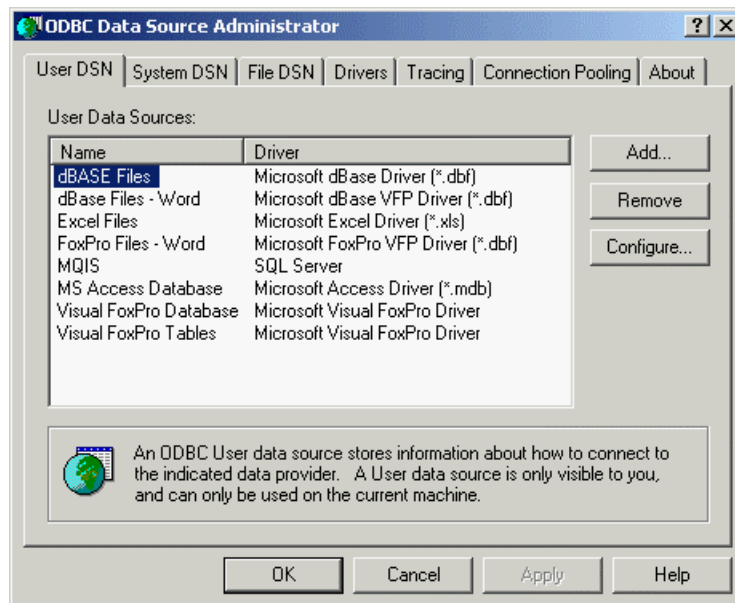 ODBC Data Source Administrator
User DSN System DSN File DSN Drivers Tracing Connection Pooling About
User Data Sources:
Name Driver
dBASE Files Microsoft dBase Driver (*.dbf)
dBase Files - Word Microsoft dBase VFP Driver (*.dbf)
Excel Files Microsoft Excel Driver (*.xls)
FoxPro Files - Word Microsoft FoxPro VFP Driver (*.dbf)
MQIS SQL Server
MS Access Database Microsoft Access Driver (*.mdb)
Visual FoxPro Database Microsoft Visual FoxPro Driver
Visual FoxPro Tables Microsoft Visual FoxPro Driver
Add...
Remove
Configure...
An ODBC User data source stores information about how to connect to
the indicated data provider. A User data source is only visible to you,
and can only be used on the current machine.
OK Cancel Apply Help